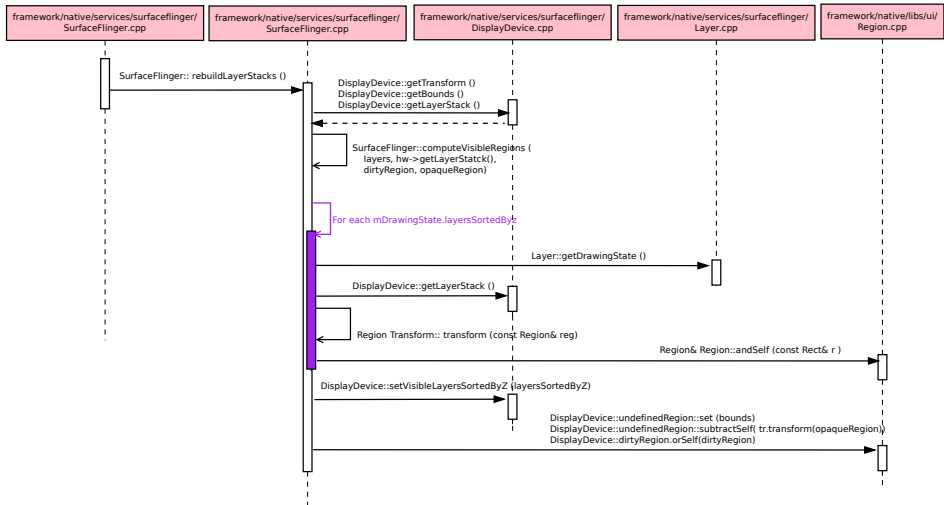 framework/native/services/surfaceflinger/
SurfaceFlinger.cpp
framework/native/services/surfaceflinger/
SurfaceFlinger.cpp
framework/native/services/surfaceflinger/
DisplayDevice.cpp
framework/native/services/surfaceflinger/
Layer.cpp
framework/native/libs/ui/
Region.cpp
SurfaceFlinger:: rebuildLayerStacks ()
DisplayDevice::getTransform ()
DisplayDevice::getBounds ()
DisplayDevice::getLayerStack ()
SurfaceFlinger::computeVisibleRegions (
layers, hw->getLayerStatck(),
dirtyRegion, opaqueRegion)
For each mDrawingState.layersSortedByz
Layer::getDrawingState ()
DisplayDevice::getLayerStack ()
Region Transform:: transform (const Region& reg)
Region& Region::andSelf (const Rect& r )
DisplayDevice::setVisibleLayersSortedByZ (layersSortedByZ)
DisplayDevice::undefinedRegion::set (bounds)
DisplayDevice::undefinedRegion::subtractSelf( tr.transform(opaqueRegion))
DisplayDevice::dirtyRegion.orSelf(dirtyRegion)